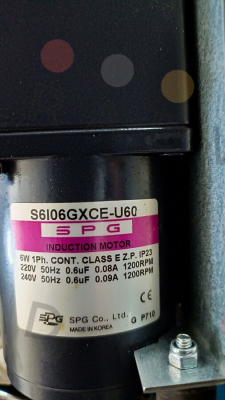 S6I06GXCE-U60
SPG
INDUCTION MOTOR
6W 1Ph. CONT. CLASS E Z.P. IP23
220V 50Hz 0.6uF 0.08A 1200RPM
240V 50Hz 0.6uF 0.09A 1200RPM
SPG SPG Co., Ltd. CE
MADE IN KOREA G P710